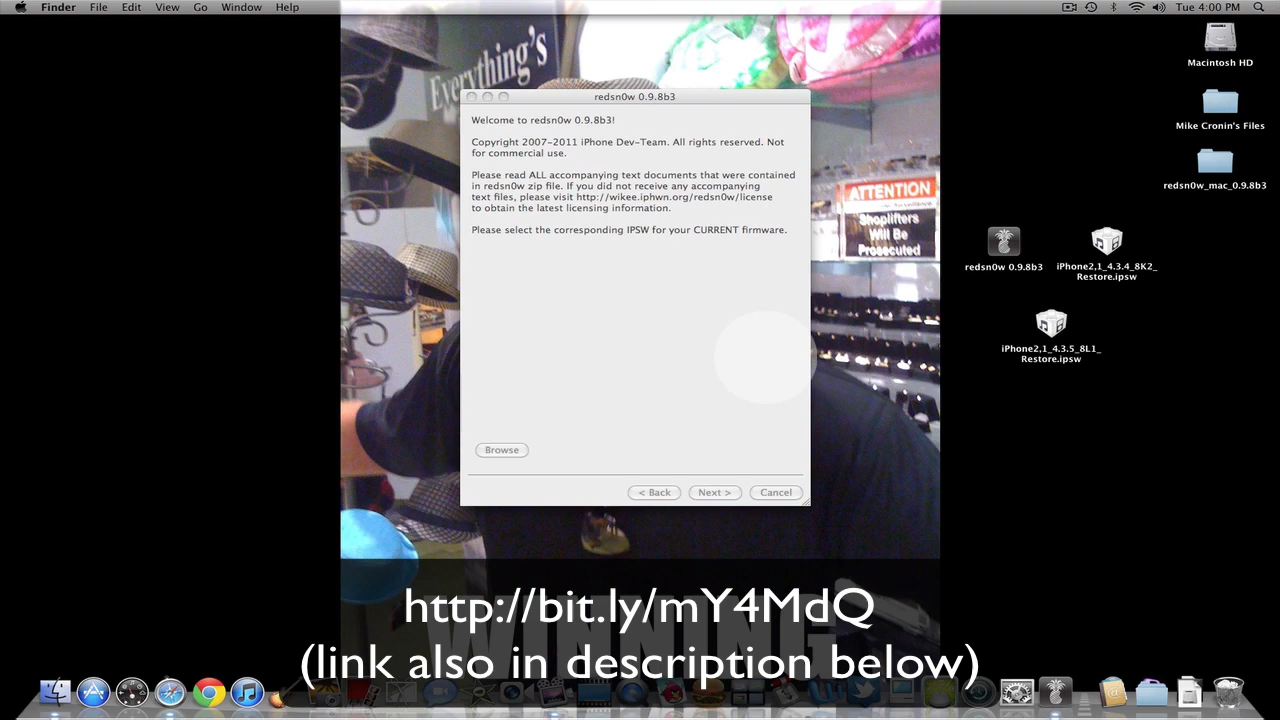 Finder File Edit View Go Window Help
Tue 4:00 PM
Everything's
Macintosh HD
Mike Cronin's Files
redsn0w_mac_0.9.8b3
redsn0w 0.9.8b3
Welcome to redsn0w 0.9.8b3!
Copyright 2007-2011 iPhone Dev-Team. All rights reserved. Not
for commercial use.
Please read ALL accompanying text documents that were contained
in redsn0w zip file. If you did not receive any accompanying
text files, please visit http://wikee.iphwn.org/redsn0w/license
to obtain the latest licensing information.
Please select the corresponding IPSW for your CURRENT firmware.
Browse
< Back
Next >
Cancel
ATTENTION
Shoplifters
Will Be
Prosecuted
redsn0w 0.9.8b3
iPhone2,1_4.3.4_8K2_
Restore.ipsw
iPhone2,1_4.3.5_8L1_
Restore.ipsw
WINNING
http://bit.ly/mY4MdQ
(link also in description below)